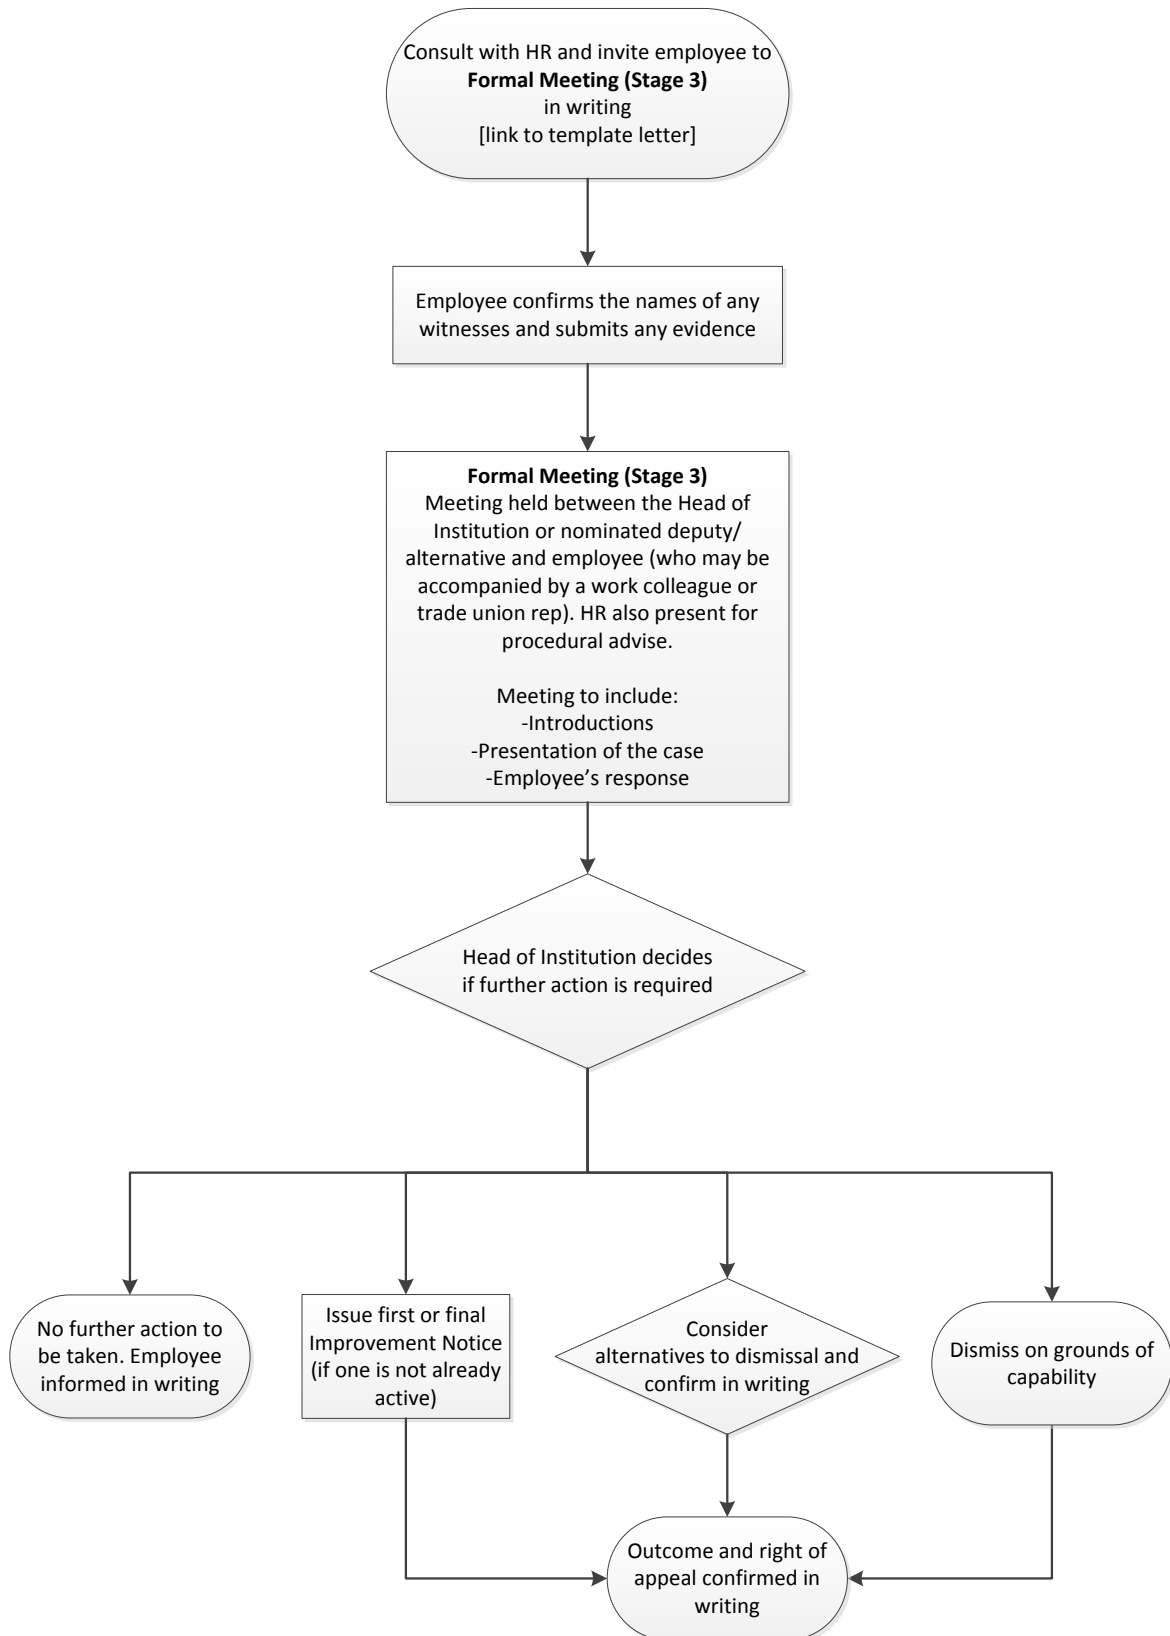 Consult with HR and invite employee to
Formal Meeting (Stage 3)
in writing
[link to template letter]
Employee confirms the names of any
witnesses and submits any evidence
Formal Meeting (Stage 3)
Meeting held between the Head of
Institution or nominated deputy/
alternative and employee (who may be
accompanied by a work colleague or
trade union rep). HR also present for
procedural advise.
Meeting to include:
-Introductions
-Presentation of the case
-Employee’s response
Head of Institution decides
if further action is required
No further action to
be taken. Employee
informed in writing
Issue first or final
Improvement Notice
(if one is not already
active)
Consider
alternatives to dismissal and
confirm in writing
Dismiss on grounds of
capability
Outcome and right of
appeal confirmed in
writing